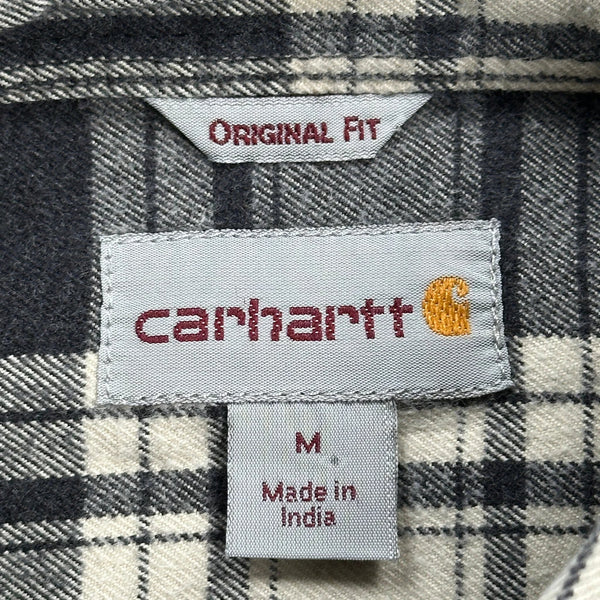 ORIGINAL FIT
carhartt
M
Made in
India